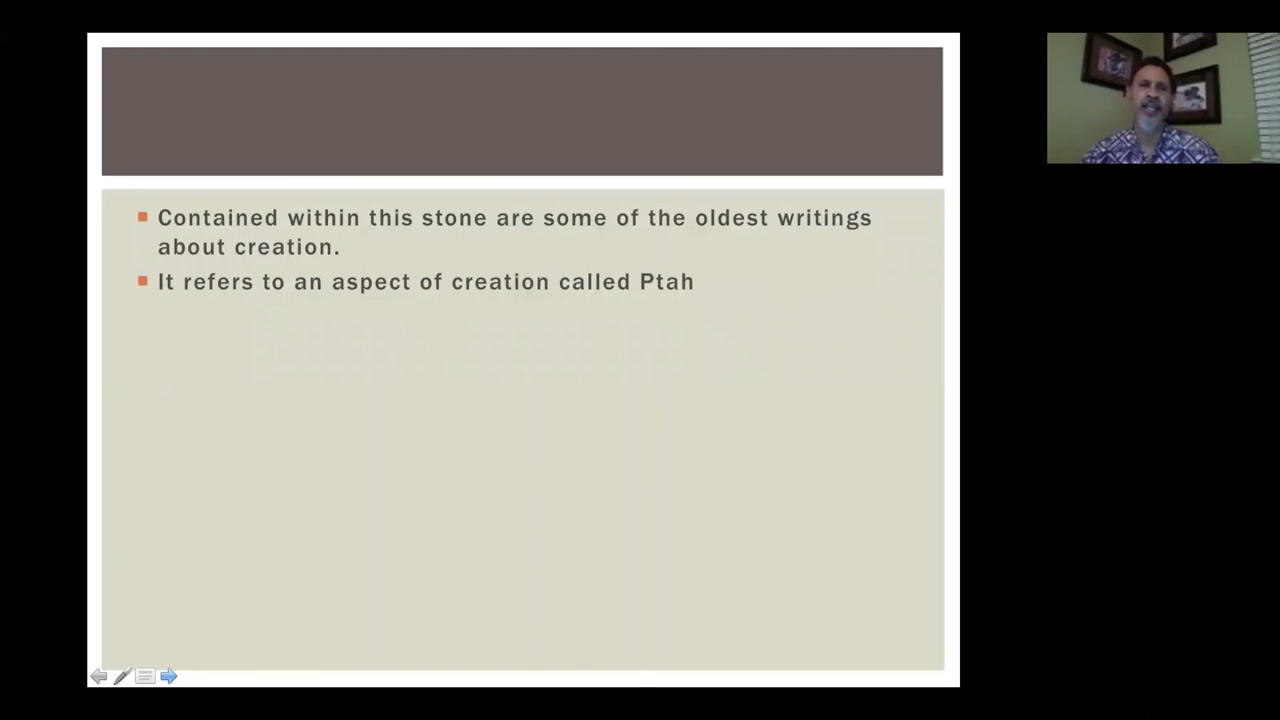 Contained within this stone are some of the oldest writings
about creation.
It refers to an aspect of creation called Ptah